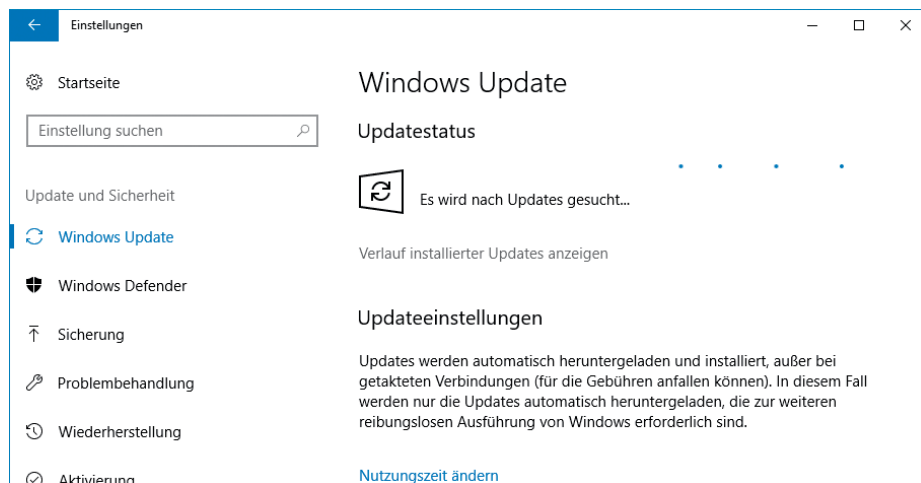 Einstellungen
Startseite
Einstellung suchen
Update und Sicherheit
Windows Update
Windows Defender
Sicherung
Problembehandlung
Wiederherstellung
Aktivierung
Windows Update
Updatestatus
Es wird nach Updates gesucht...
Verlauf installierter Updates anzeigen
Updateeinstellungen
Updates werden automatisch heruntergeladen und installiert, außer bei
getakteten Verbindungen (für die Gebühren anfallen können). In diesem Fall
werden nur die Updates automatisch heruntergeladen, die zur weiteren
reibungslosen Ausführung von Windows erforderlich sind.
Nutzungszeit ändern